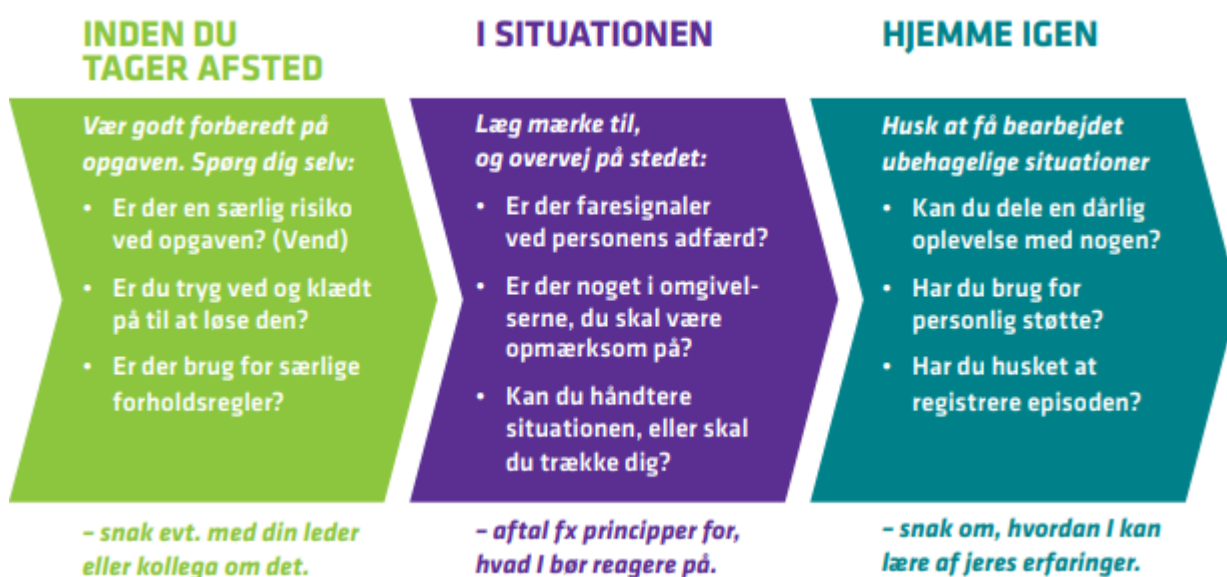 INDEN DU
TAGER AFSTED
Vær godt forberedt på
opgaven. Spørg dig selv:
• Er der en særlig risiko
ved opgaven? (Vend)
• Er du tryg ved og klædt
på til at løse den?
• Er der brug for særlige
forholdsregler?
– snak evt. med din leder
eller kollega om det.
I SITUATIONEN
Læg mærke til,
og overvej på stedet:
• Er der faresignaler
ved personens adfærd?
• Er der noget i omgivel-
serne, du skal være
opmærksom på?
• Kan du håndtere
situationen, eller skal
du trække dig?
– aftal fx principper for,
hvad I bør reagere på.
HJEMME IGEN
Husk at få bearbejdet
ubehagelige situationer
• Kan du dele en dårlig
oplevelse med nogen?
• Har du brug for
personlig støtte?
• Har du husket at
registrere episoden?
– snak om, hvordan I kan
lære af jeres erfaringer.